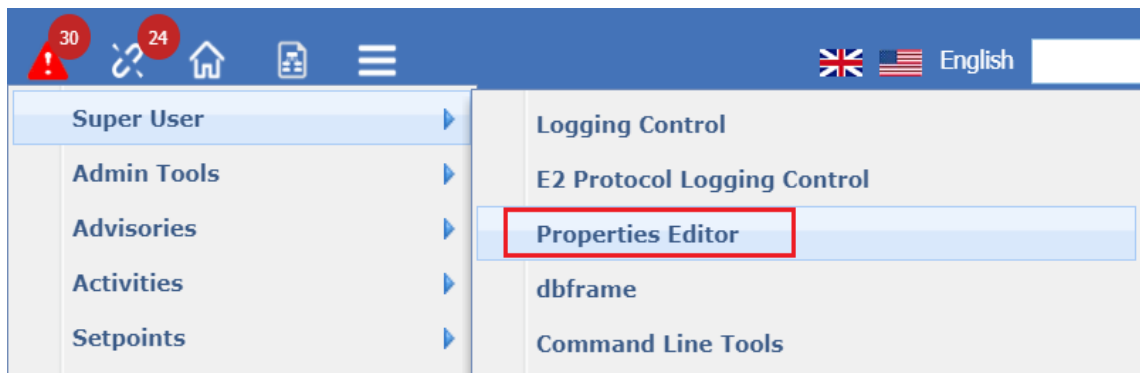 30
24
English
Super User
Admin Tools
Advisories
Activities
Setpoints
Logging Control
E2 Protocol Logging Control
Properties Editor
dbframe
Command Line Tools